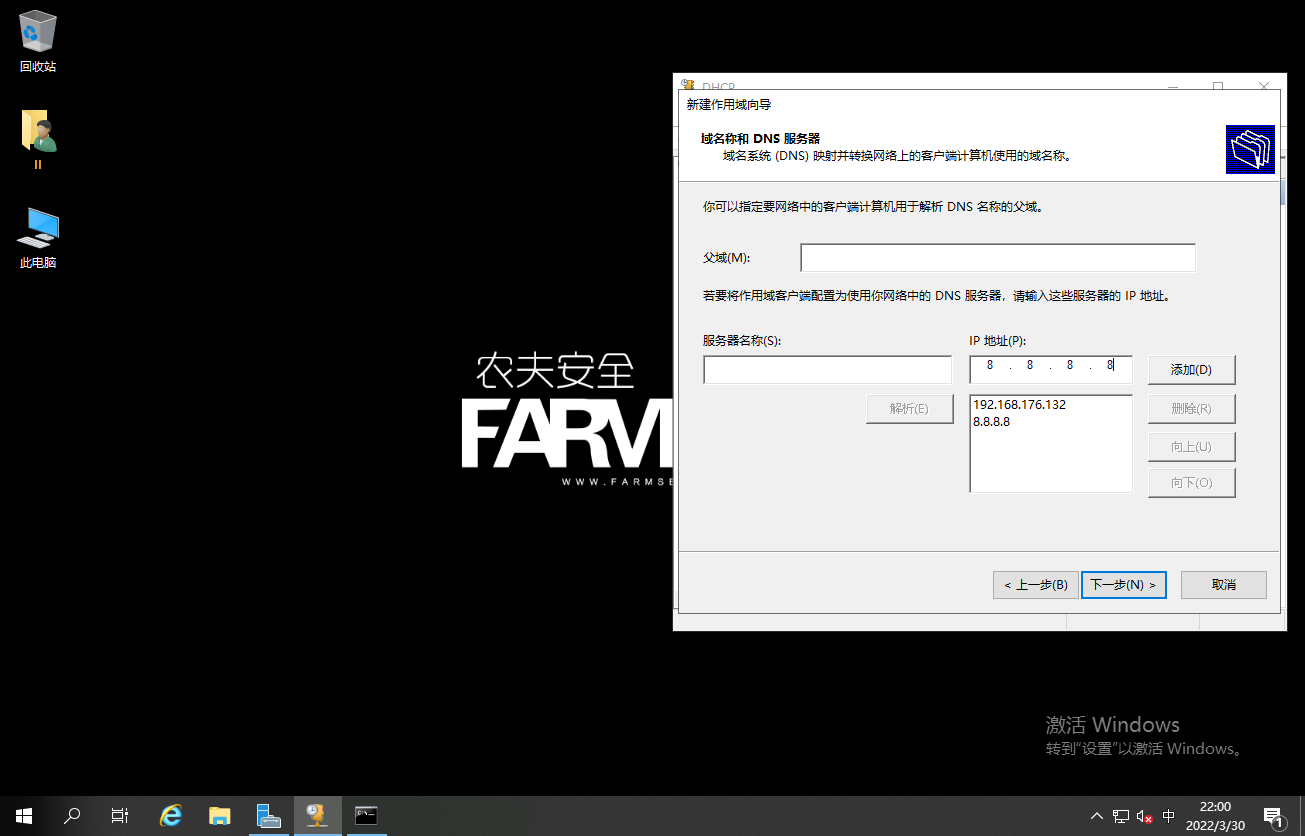 回收站
II
此电脑
农夫安全
FARM
WWW.FARMSE
DHCP
新建作用域向导
域名称和 DNS 服务器
域名系统 (DNS) 映射并转换网络上的客户端计算机使用的域名称。
你可以指定要网络中的客户端计算机用于解析 DNS 名称的父域。
父域(M):
若要将作用域客户端配置为使用你网络中的 DNS 服务器，请输入这些服务器的 IP 地址。
服务器名称(S):
IP 地址(P):
8 . 8 . 8 . 8
添加(D)
解析(E)
192.168.176.132
8.8.8.8
删除(R)
向上(U)
向下(O)
< 上一步(B)
下一步(N) >
取消
激活 Windows
转到"设置"以激活 Windows。
中
22:00
2022/3/30
1